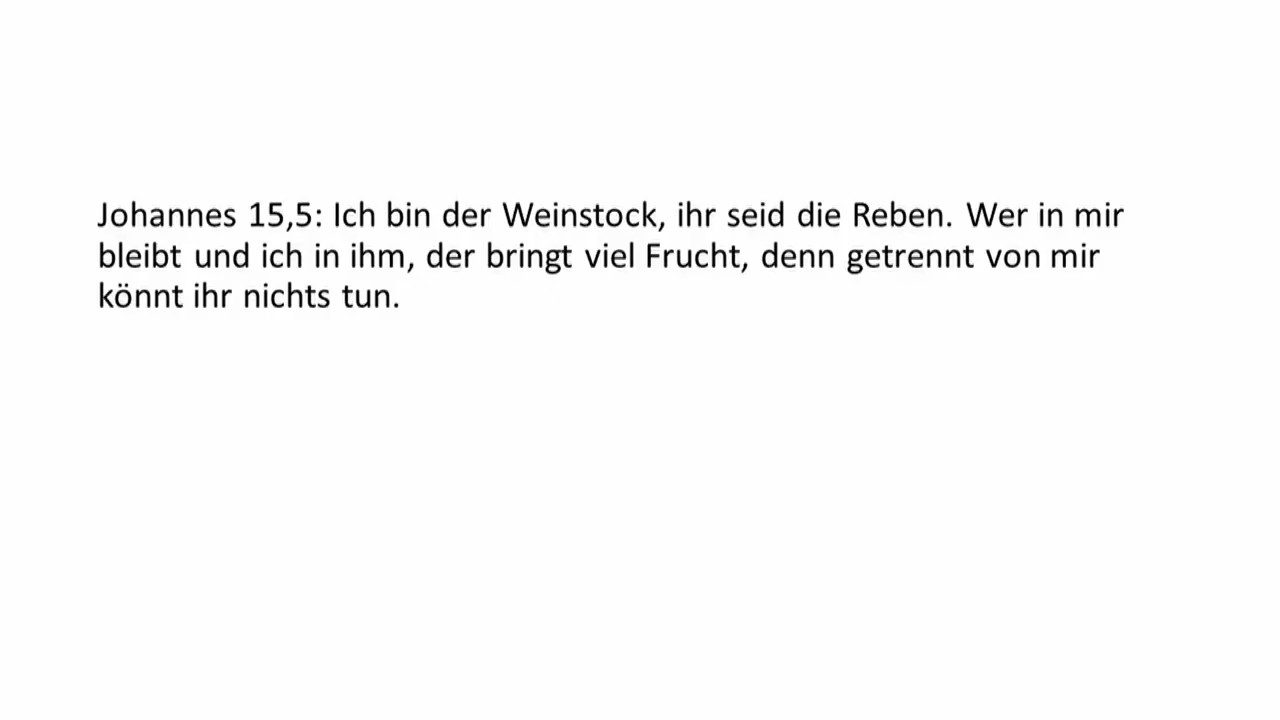 Johannes 15,5: Ich bin der Weinstock, ihr seid die Reben. Wer in mir
bleibt und ich in ihm, der bringt viel Frucht, denn getrennt von mir
könnt ihr nichts tun.